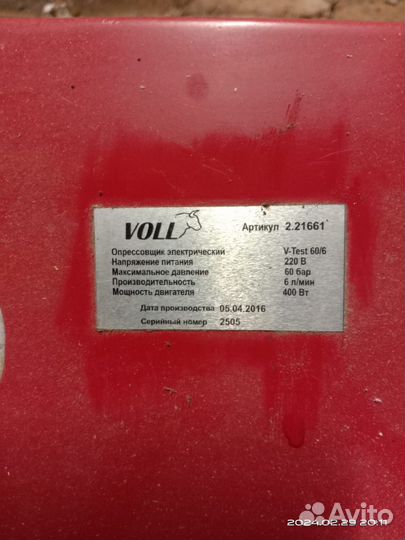 VOLL
Артикул 2.21661
Опрессовщик электрический V-Test 60/6
Напряжение питания 220 В
Максимальное давление 60 бар
Производительность 6 л/мин
Мощность двигателя 400 Вт
Дата производства 05.04.2016
Серийный номер 2505
2024.02.29 20:11
Avito